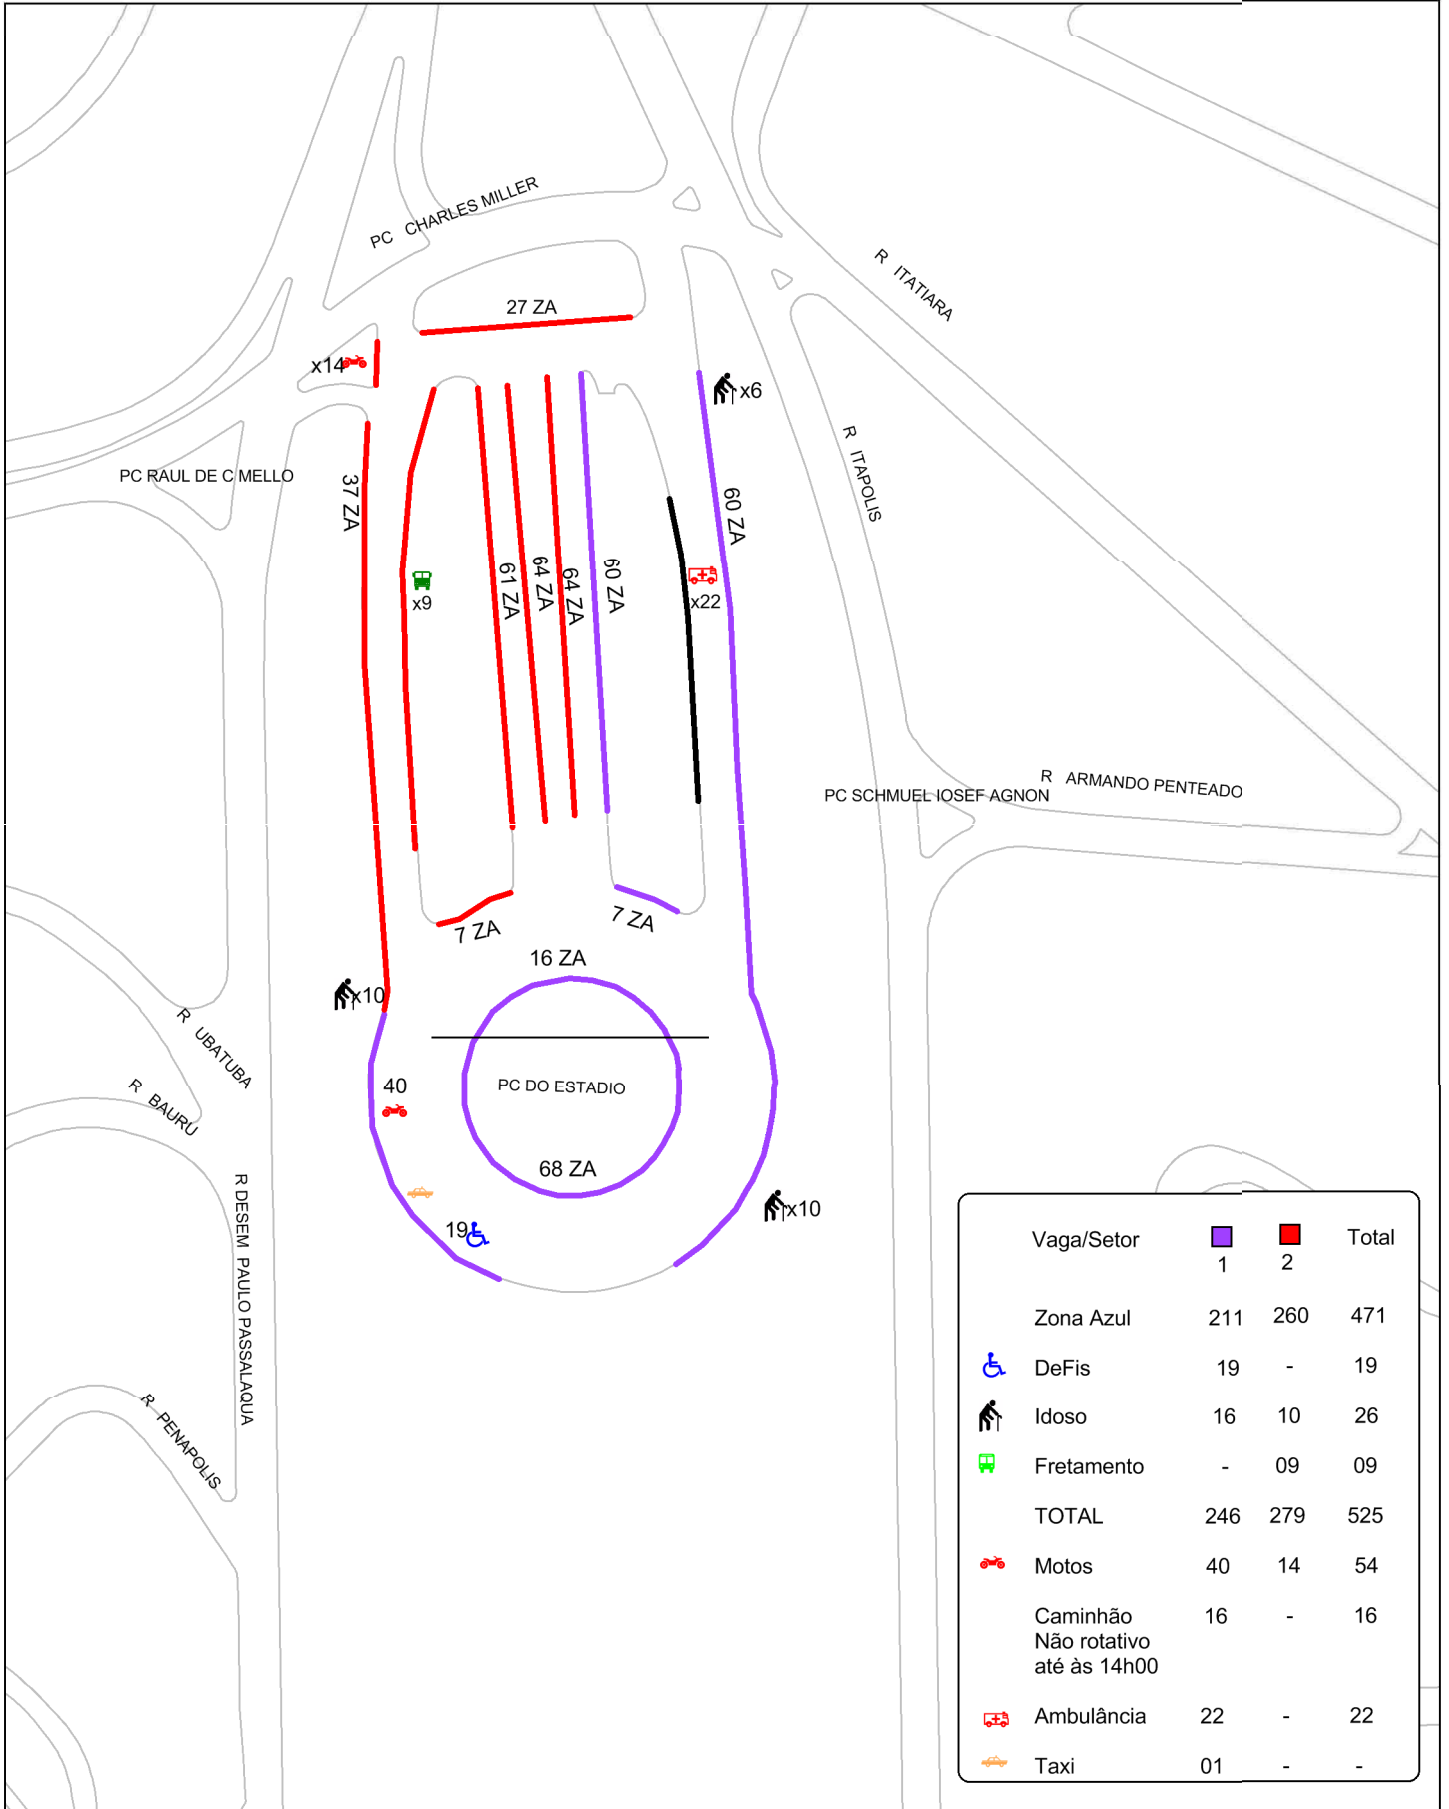 PC CHARLES MILLER
R ITATIARA
27 ZA
x14
x6
PC RAUL DE C MELLO
37 ZA
R ITAPOLIS
60 ZA
x9
61 ZA
64 ZA
64 ZA
60 ZA
x22
R ARMANDO PENTEADO
PC SCHMUEL IOSEF AGNON
7 ZA
7 ZA
16 ZA
x10
R UBATUBA
R BAURU
40
PC DO ESTADIO
68 ZA
19
x10
R DESEM PAULO PASSALAQUA
R PENAPOLIS
Vaga/Setor 1 2 Total
Zona Azul 211 260 471
DeFis 19 - 19
Idoso 16 10 26
Fretamento - 09 09
TOTAL 246 279 525
Motos 40 14 54
Caminhão 16 - 16
Não rotativo
até às 14h00
Ambulância 22 - 22
Taxi 01 - -